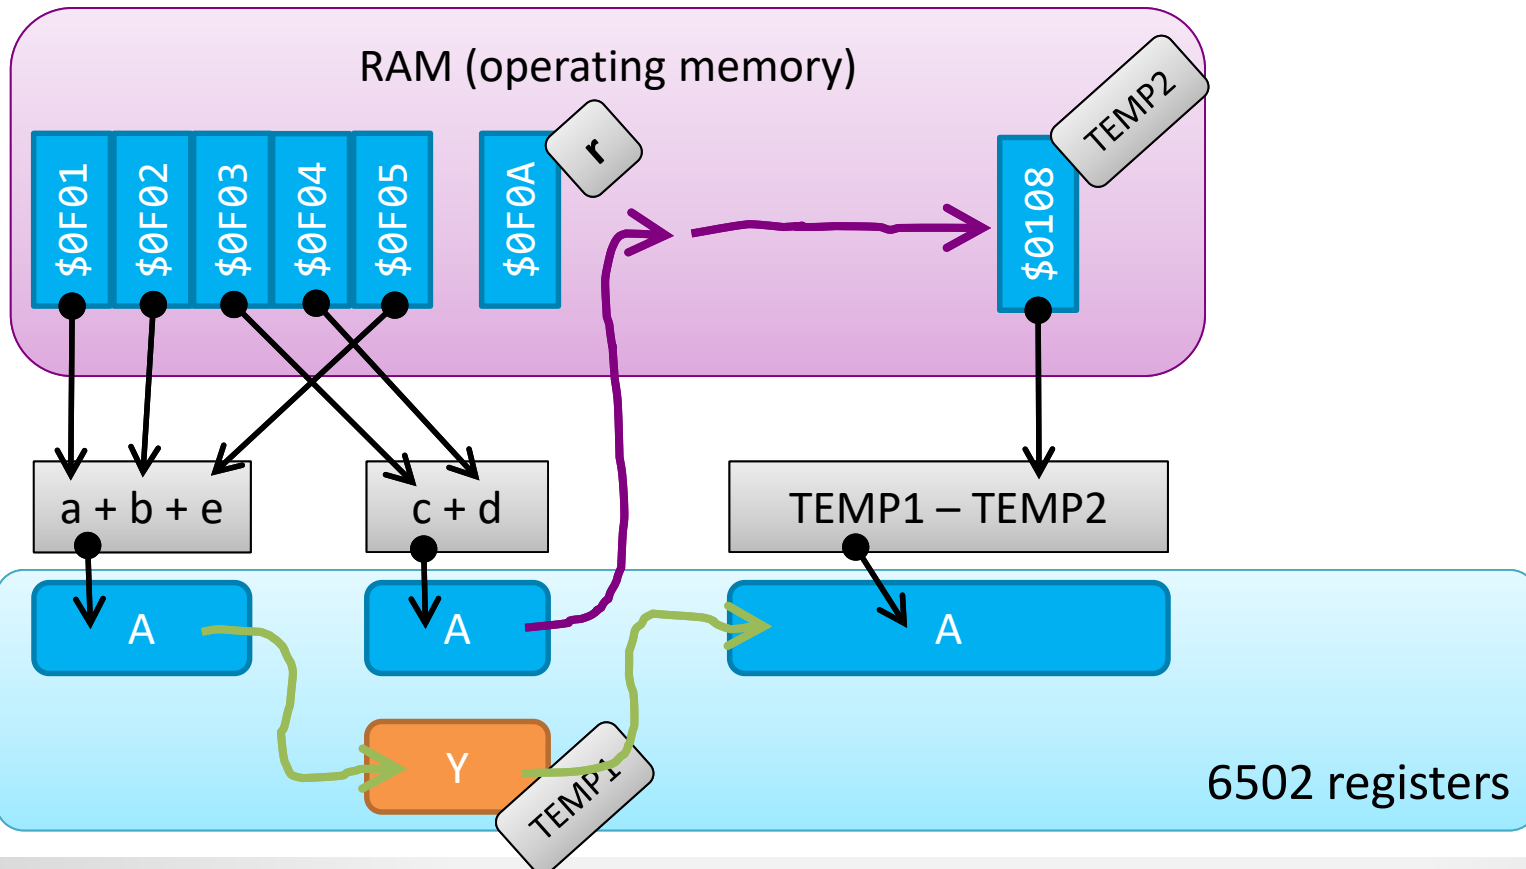 RAM (operating memory)
TEMP2
r
$0F01
$0F02
$0F03
$0F04
$0F05
$0F0A
$0108
a + b + e
c + d
TEMP1 – TEMP2
A
A
A
Y
TEMP1
6502 registers